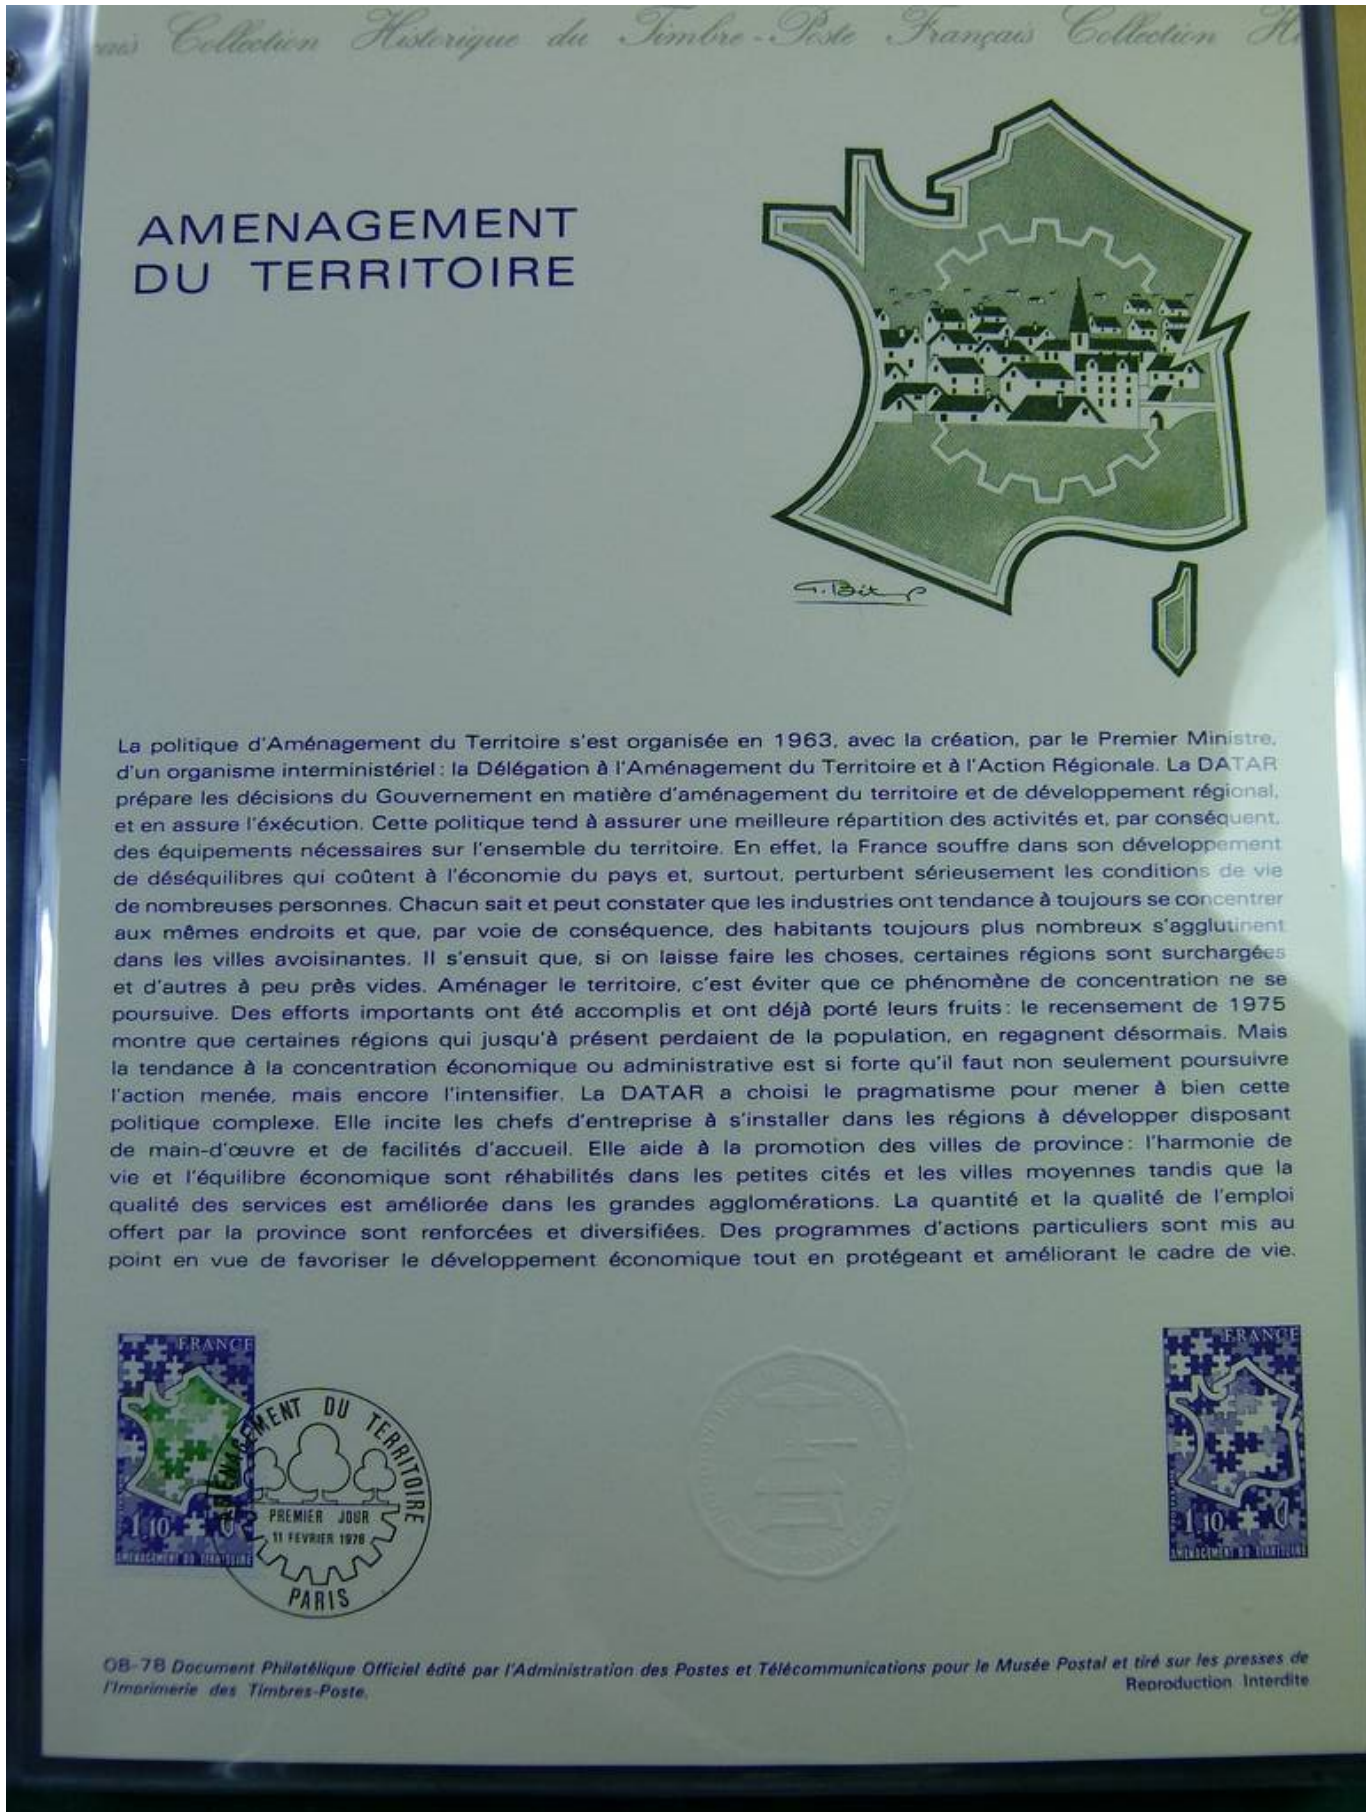 Collection Historique du Timbre-Poste Français Collection
AMENAGEMENT
DU TERRITOIRE
La politique d'Aménagement du Territoire s'est organisée en 1963, avec la création, par le Premier Ministre,
d'un organisme interministériel : la Délégation à l'Aménagement du Territoire et à l'Action Régionale. La DATAR
prépare les décisions du Gouvernement en matière d'aménagement du territoire et de développement régional,
et en assure l'éxécution. Cette politique tend à assurer une meilleure répartition des activités et, par conséquent,
des équipements nécessaires sur l'ensemble du territoire. En effet, la France souffre dans son développement
de déséquilibres qui coûtent à l'économie du pays et, surtout, perturbent sérieusement les conditions de vie
de nombreuses personnes. Chacun sait et peut constater que les industries ont tendance à toujours se concentrer
aux mêmes endroits et que, par voie de conséquence, des habitants toujours plus nombreux s'agglutinent
dans les villes avoisinantes. Il s'ensuit que, si on laisse faire les choses, certaines régions sont surchargées
et d'autres à peu près vides. Aménager le territoire, c'est éviter que ce phénomène de concentration ne se
poursuive. Des efforts importants ont été accomplis et ont déjà porté leurs fruits : le recensement de 1975
montre que certaines régions qui jusqu'à présent perdaient de la population, en regagnent désormais. Mais
la tendance à la concentration économique ou administrative est si forte qu'il faut non seulement poursuivre
l'action menée, mais encore l'intensifier. La DATAR a choisi le pragmatisme pour mener à bien cette
politique complexe. Elle incite les chefs d'entreprise à s'installer dans les régions à développer disposant
de main-d'œuvre et de facilités d'accueil. Elle aide à la promotion des villes de province : l'harmonie de
vie et l'équilibre économique sont réhabilités dans les petites cités et les villes moyennes tandis que la
qualité des services est améliorée dans les grandes agglomérations. La quantité et la qualité de l'emploi
offert par la province sont renforcées et diversifiées. Des programmes d'actions particuliers sont mis au
point en vue de favoriser le développement économique tout en protégeant et améliorant le cadre de vie.
FRANCE
1,10
AMENAGEMENT DU TERRITOIRE
AMENAGEMENT DU TERRITOIRE
PREMIER JOUR
11 FEVRIER 1978
PARIS
FRANCE
1,10
AMENAGEMENT DU TERRITOIRE
08-78 Document Philatélique Officiel édité par l'Administration des Postes et Télécommunications pour le Musée Postal et tiré sur les presses de
l'Imprimerie des Timbres-Poste.
Reproduction Interdite